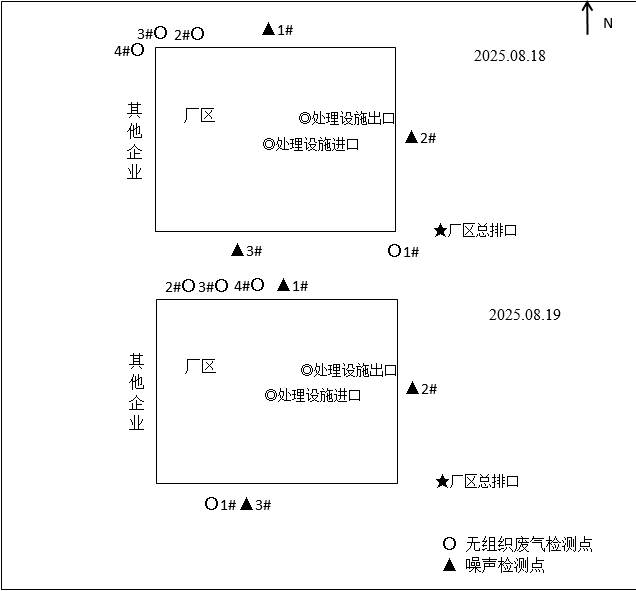 N
3#○ 2#○ ▲1#
4#○
2025.08.18
其他企业
厂区
◎处理设施出口
◎处理设施进口
▲2#
★厂区总排口
▲3#
○1#
2#○ 3#○ 4#○ ▲1#
2025.08.19
其他企业
厂区
◎处理设施出口
◎处理设施进口
▲2#
★厂区总排口
○1# ▲3#
○ 无组织废气检测点
▲ 噪声检测点